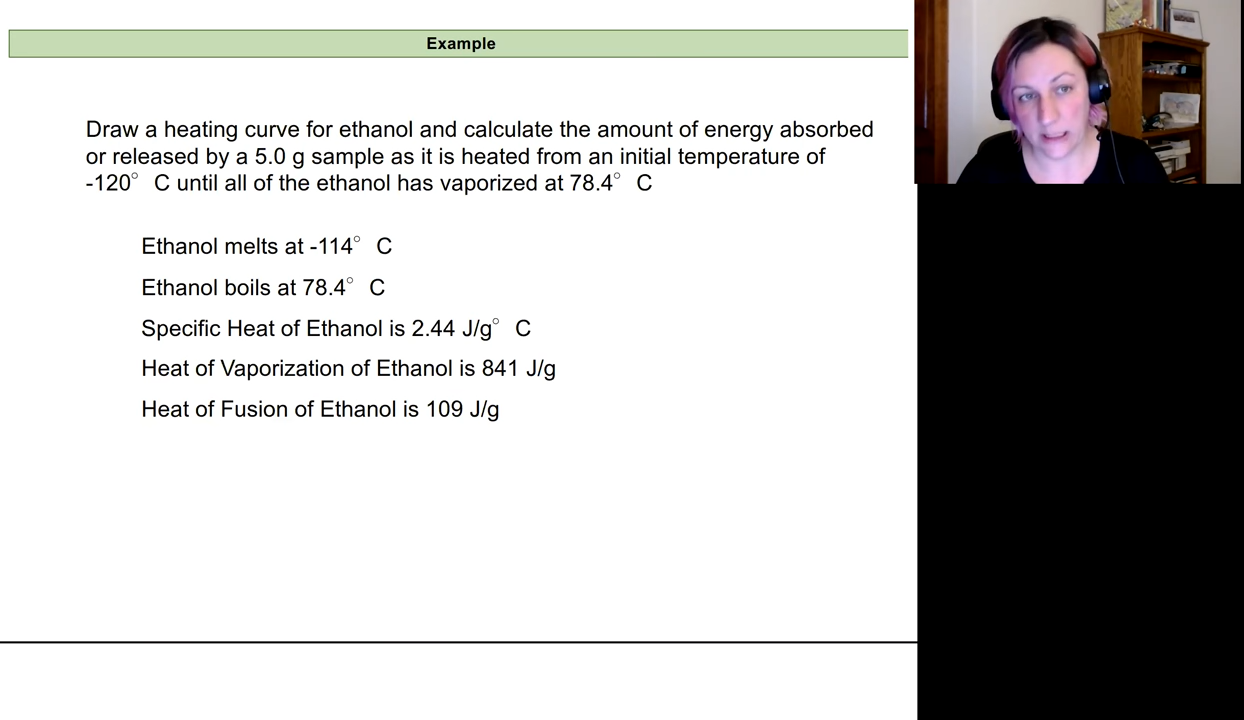 Example
Draw a heating curve for ethanol and calculate the amount of energy absorbed
or released by a 5.0 g sample as it is heated from an initial temperature of
-120° C until all of the ethanol has vaporized at 78.4° C
Ethanol melts at -114° C
Ethanol boils at 78.4° C
Specific Heat of Ethanol is 2.44 J/g° C
Heat of Vaporization of Ethanol is 841 J/g
Heat of Fusion of Ethanol is 109 J/g